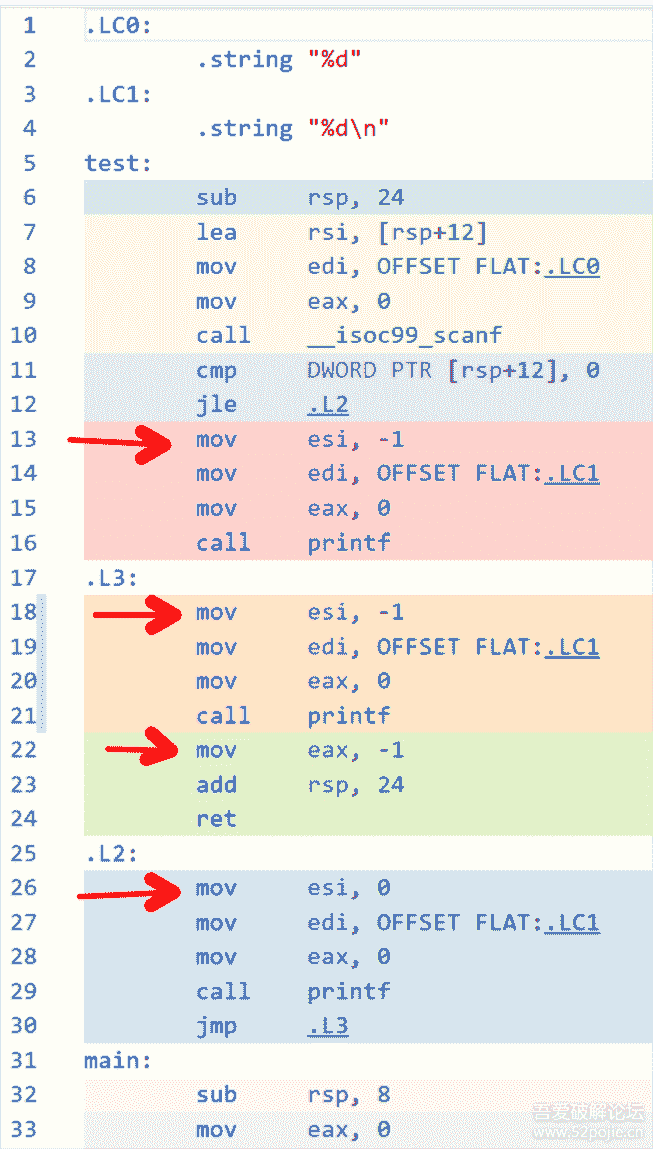 1 .LC0:
2 .string "%d"
3 .LC1:
4 .string "%d\n"
5 test:
6 sub rsp, 24
7 lea rsi, [rsp+12]
8 mov edi, OFFSET FLAT:.LC0
9 mov eax, 0
10 call __isoc99_scanf
11 cmp DWORD PTR [rsp+12], 0
12 jle .L2
13 mov esi, -1
14 mov edi, OFFSET FLAT:.LC1
15 mov eax, 0
16 call printf
17 .L3:
18 mov esi, -1
19 mov edi, OFFSET FLAT:.LC1
20 mov eax, 0
21 call printf
22 mov eax, -1
23 add rsp, 24
24 ret
25 .L2:
26 mov esi, 0
27 mov edi, OFFSET FLAT:.LC1
28 mov eax, 0
29 call printf
30 jmp .L3
31 main:
32 sub rsp, 8
33 mov eax, 0
吾爱破解论坛
www.52pojie.cn